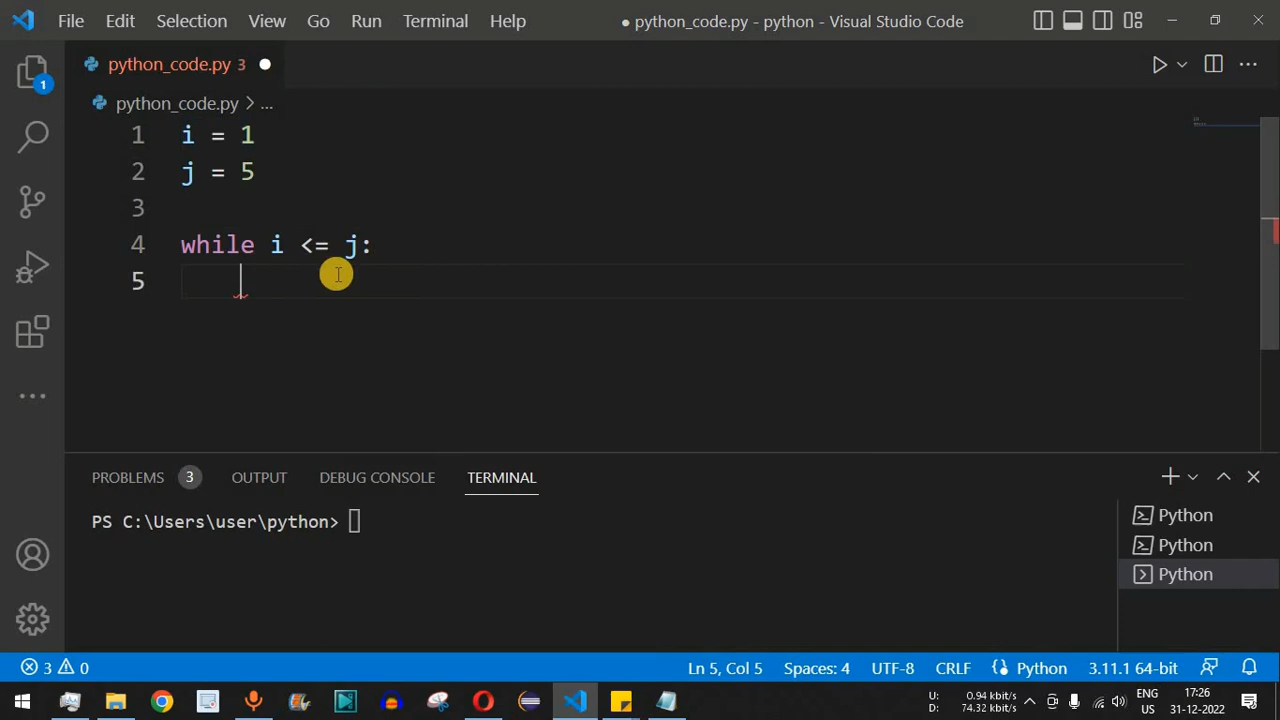 File Edit Selection View Go Run Terminal Help ● python_code.py - python - Visual Studio Code
python_code.py 3
python_code.py > ...
1 i = 1
2 j = 5
3
4 while i <= j:
5
PROBLEMS 3 OUTPUT DEBUG CONSOLE TERMINAL
PS C:\Users\user\python>
Python
Python
Python
1
3 0 Ln 5, Col 5 Spaces: 4 UTF-8 CRLF Python 3.11.1 64-bit
U: 0.94 kbit/s ENG 17:26
D: 74.32 kbit/s US 31-12-2022